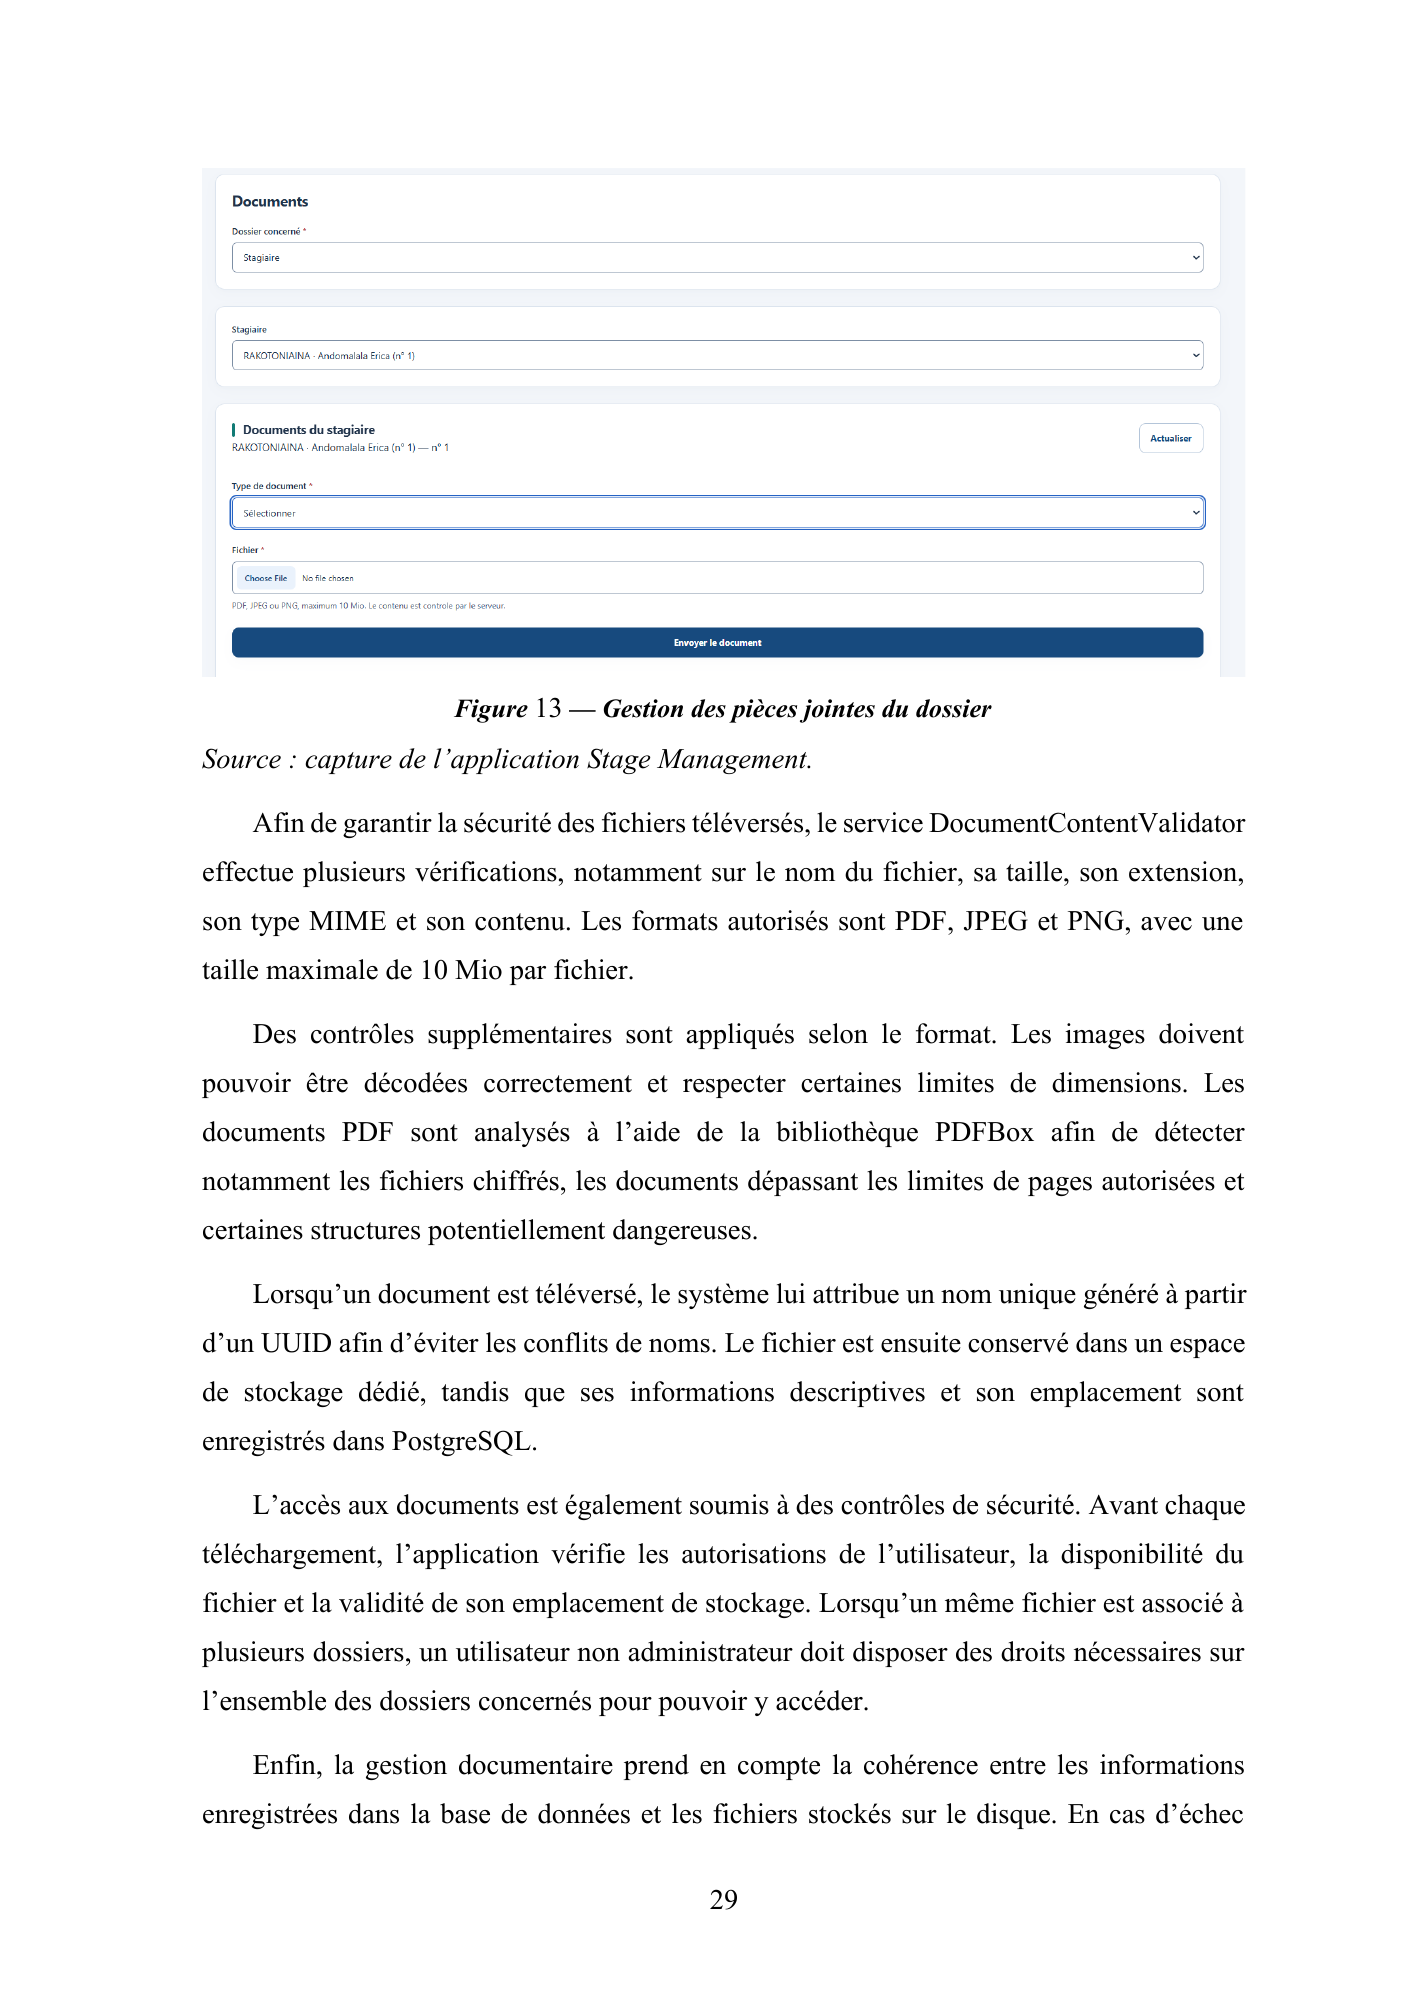 Documents
Dossier concerné *
Stagiaire
Stagiaire
RAKOTONIAINA · Andomalala Erica (n° 1)
Documents du stagiaire
RAKOTONIAINA · Andomalala Erica (n° 1) — n° 1
Actualiser
Type de document *
Sélectionner
Fichier *
Choose File No file chosen
PDF, JPEG ou PNG, maximum 10 Mio. Le contenu est controle par le serveur.
Envoyer le document
Figure 13 — Gestion des pièces jointes du dossier
Source : capture de l’application Stage Management.
Afin de garantir la sécurité des fichiers téléversés, le service DocumentContentValidator
effectue plusieurs vérifications, notamment sur le nom du fichier, sa taille, son extension,
son type MIME et son contenu. Les formats autorisés sont PDF, JPEG et PNG, avec une
taille maximale de 10 Mio par fichier.
Des contrôles supplémentaires sont appliqués selon le format. Les images doivent
pouvoir être décodées correctement et respecter certaines limites de dimensions. Les
documents PDF sont analysés à l’aide de la bibliothèque PDFBox afin de détecter
notamment les fichiers chiffrés, les documents dépassant les limites de pages autorisées et
certaines structures potentiellement dangereuses.
Lorsqu’un document est téléversé, le système lui attribue un nom unique généré à partir
d’un UUID afin d’éviter les conflits de noms. Le fichier est ensuite conservé dans un espace
de stockage dédié, tandis que ses informations descriptives et son emplacement sont
enregistrés dans PostgreSQL.
L’accès aux documents est également soumis à des contrôles de sécurité. Avant chaque
téléchargement, l’application vérifie les autorisations de l’utilisateur, la disponibilité du
fichier et la validité de son emplacement de stockage. Lorsqu’un même fichier est associé à
plusieurs dossiers, un utilisateur non administrateur doit disposer des droits nécessaires sur
l’ensemble des dossiers concernés pour pouvoir y accéder.
Enfin, la gestion documentaire prend en compte la cohérence entre les informations
enregistrées dans la base de données et les fichiers stockés sur le disque. En cas d’échec
29